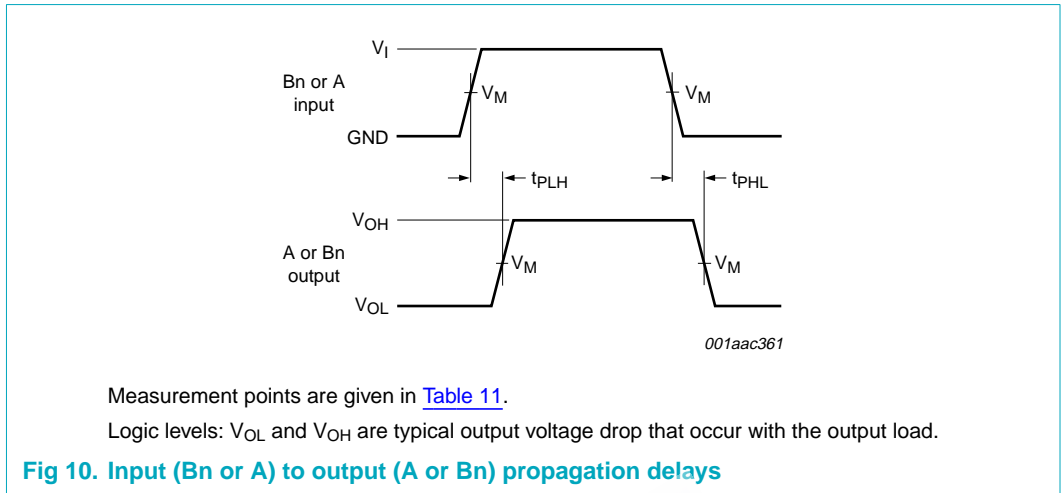 VI
Bn or A
input
VM
VM
GND
tPLH
tPHL
VOH
A or Bn
output
VM
VM
VOL
001aac361
Measurement points are given in Table 11.
Logic levels: VOL and VOH are typical output voltage drop that occur with the output load.
Fig 10. Input (Bn or A) to output (A or Bn) propagation delays